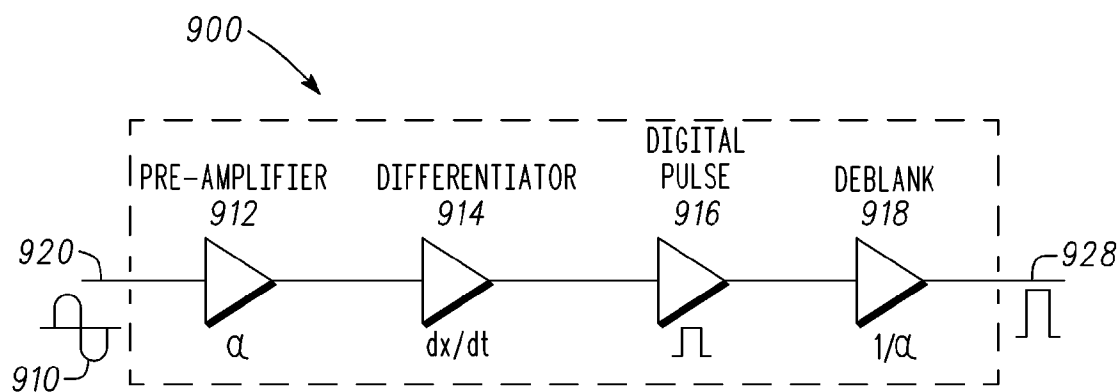 900
PRE-AMPLIFIER
912
DIFFERENTIATOR
914
DIGITAL
PULSE
916
DEBLANK
918
920
928
910
α
dx/dt
1/α